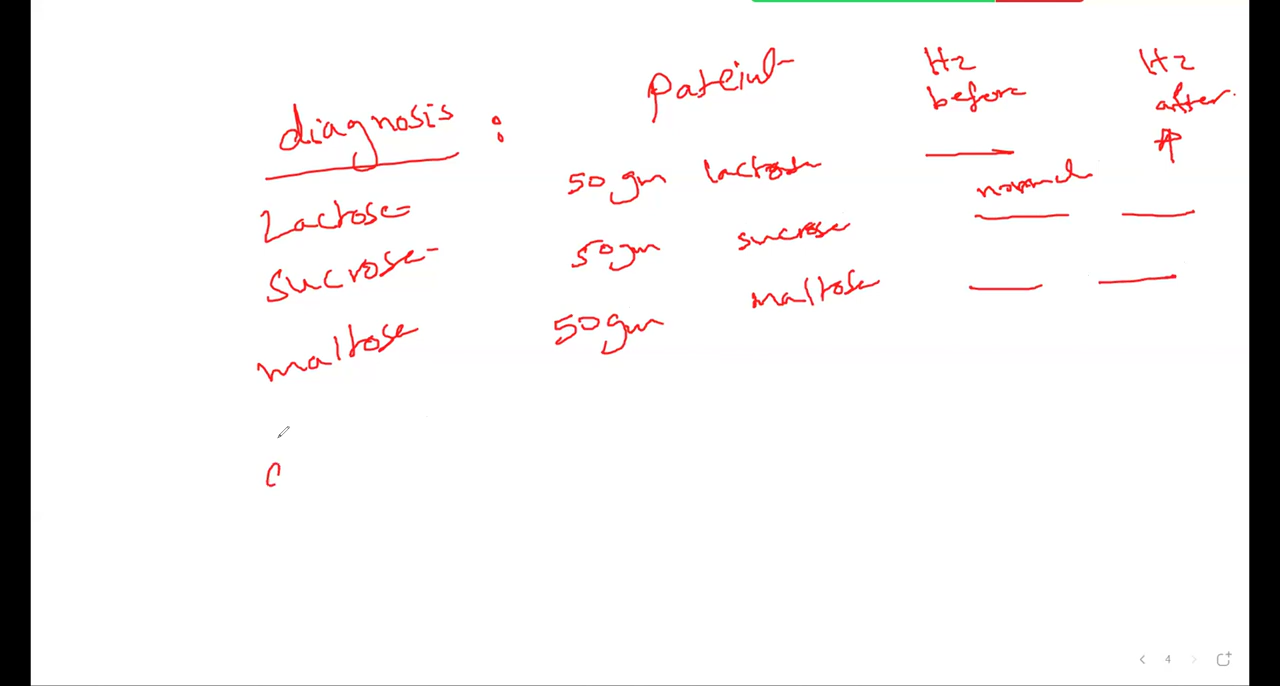 diagnosis : Pateint H2 before H2 after
Lactose 50 gm lactose
normal
Sucrose 50 gm sucrose
maltose 50 gm maltose
4